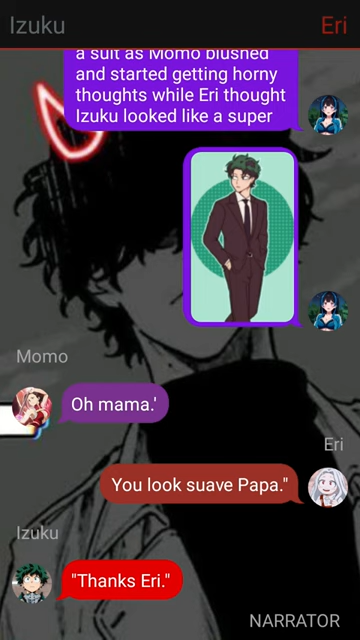 Izuku
Eri
a suit as Momo blushed
and started getting horny
thoughts while Eri thought
Izuku looked like a super
Momo
Oh mama.'
Eri
You look suave Papa."
Izuku
"Thanks Eri."
NARRATOR